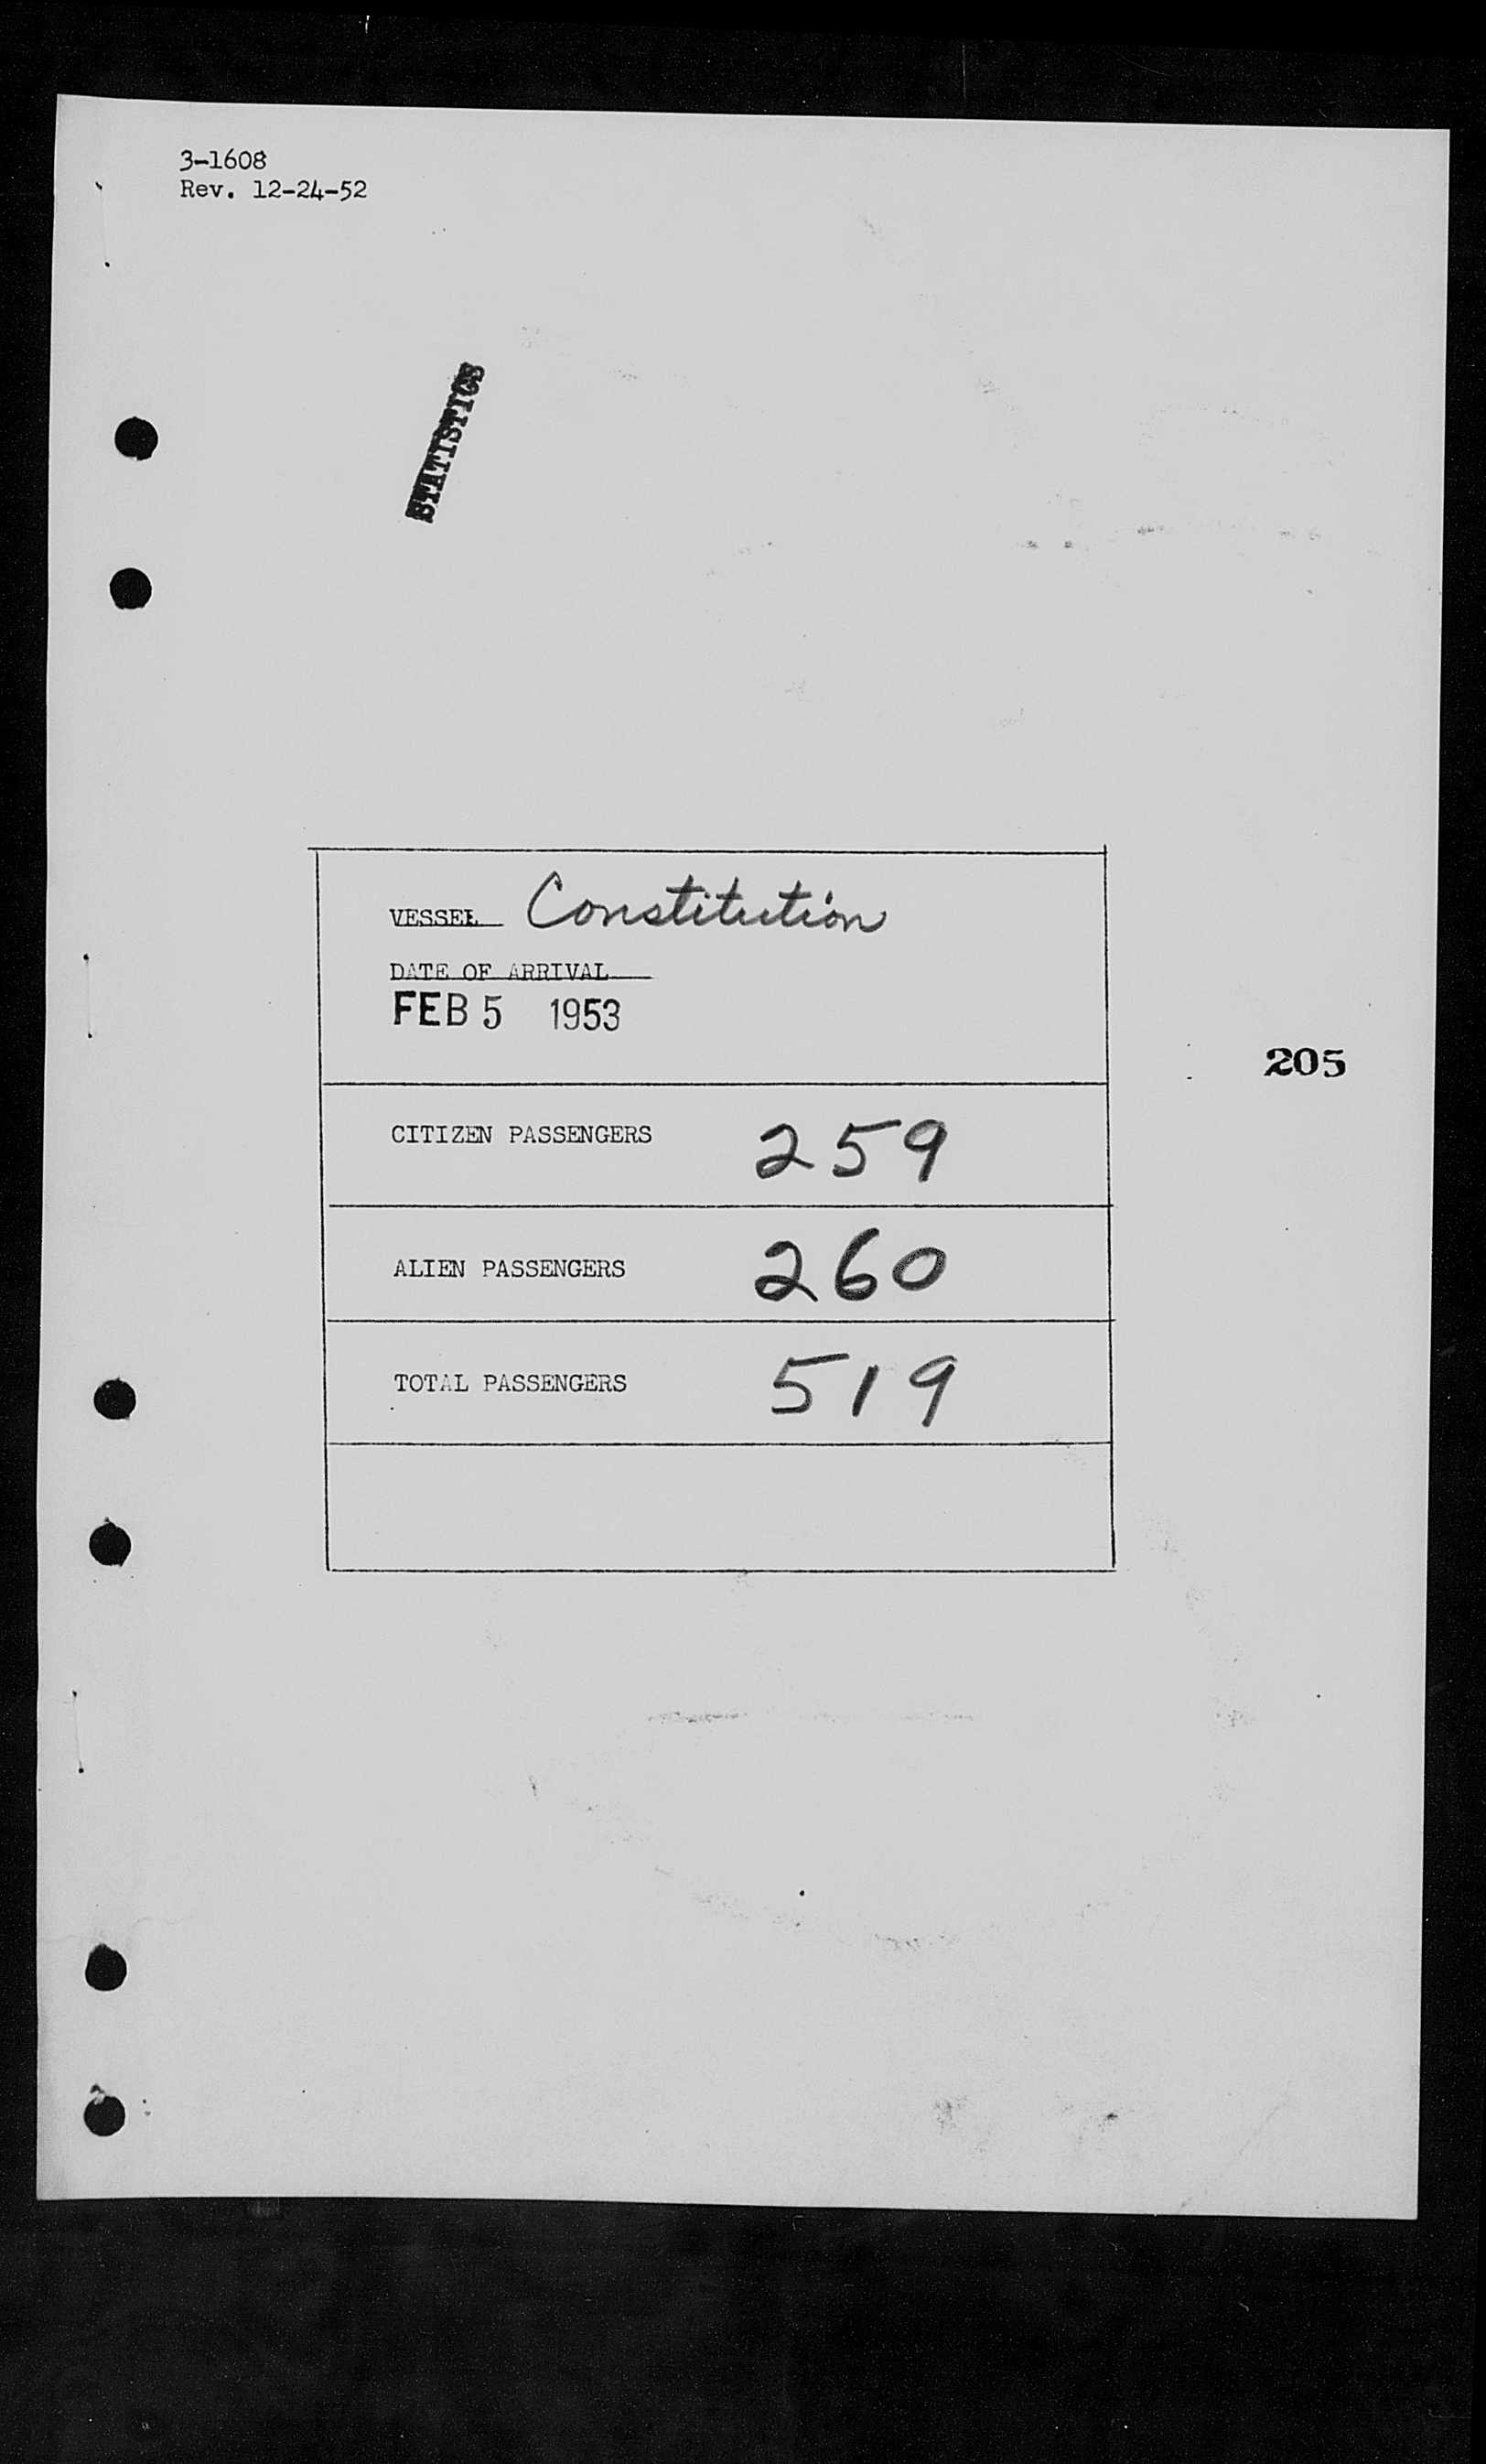 3-1608
Rev. 12-24-52
STATISTICS
VESSEL Constitution
DATE OF ARRIVAL
FEB 5 1953
205
CITIZEN PASSENGERS 259
ALIEN PASSENGERS 260
TOTAL PASSENGERS 519